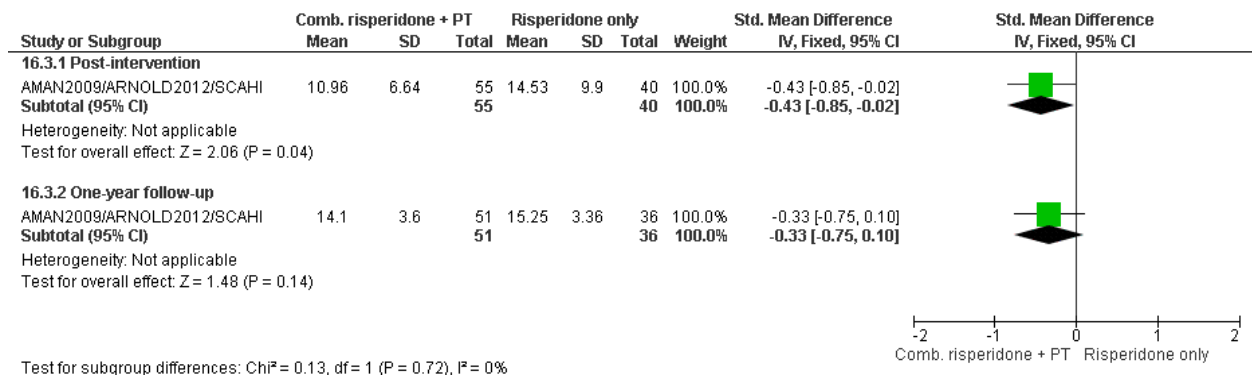 Comb. risperidone + PT Risperidone only Std. Mean Difference Std. Mean Difference
Study or Subgroup Mean SD Total Mean SD Total Weight IV, Fixed, 95% CI IV, Fixed, 95% CI
16.3.1 Post-intervention
AMAN2009/ARNOLD2012/SCAHI 10.96 6.64 55 14.53 9.9 40 100.0% -0.43 [-0.85, -0.02]
Subtotal (95% CI) 55 40 100.0% -0.43 [-0.85, -0.02]
Heterogeneity: Not applicable
Test for overall effect: Z = 2.06 (P = 0.04)
16.3.2 One-year follow-up
AMAN2009/ARNOLD2012/SCAHI 14.1 3.6 51 15.25 3.36 36 100.0% -0.33 [-0.75, 0.10]
Subtotal (95% CI) 51 36 100.0% -0.33 [-0.75, 0.10]
Heterogeneity: Not applicable
Test for overall effect: Z = 1.48 (P = 0.14)
-2 -1 0 1 2
Comb. risperidone + PT Risperidone only
Test for subgroup differences: Chi² = 0.13, df = 1 (P = 0.72), I² = 0%